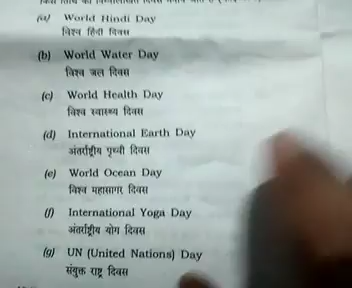 (a) World Hindi Day
विश्व हिंदी दिवस
(b) World Water Day
विश्व जल दिवस
(c) World Health Day
विश्व स्वास्थ्य दिवस
(d) International Earth Day
अंतर्राष्ट्रीय पृथ्वी दिवस
(e) World Ocean Day
विश्व महासागर दिवस
(f) International Yoga Day
अंतर्राष्ट्रीय योग दिवस
(g) UN (United Nations) Day
संयुक्त राष्ट्र दिवस